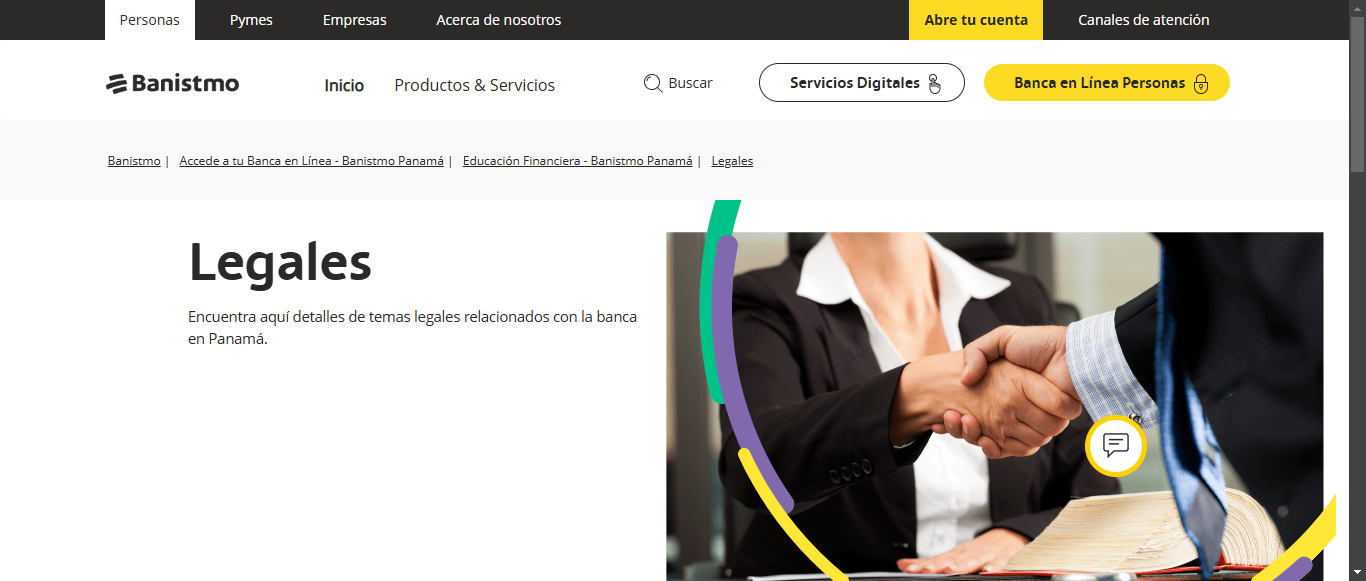 Personas Pymes Empresas Acerca de nosotros Abre tu cuenta Canales de atención
Banistmo Inicio Productos & Servicios Buscar Servicios Digitales Banca en Línea Personas
Banistmo | Accede a tu Banca en Línea - Banistmo Panamá | Educación Financiera - Banistmo Panamá | Legales
Legales
Encuentra aquí detalles de temas legales relacionados con la banca
en Panamá.